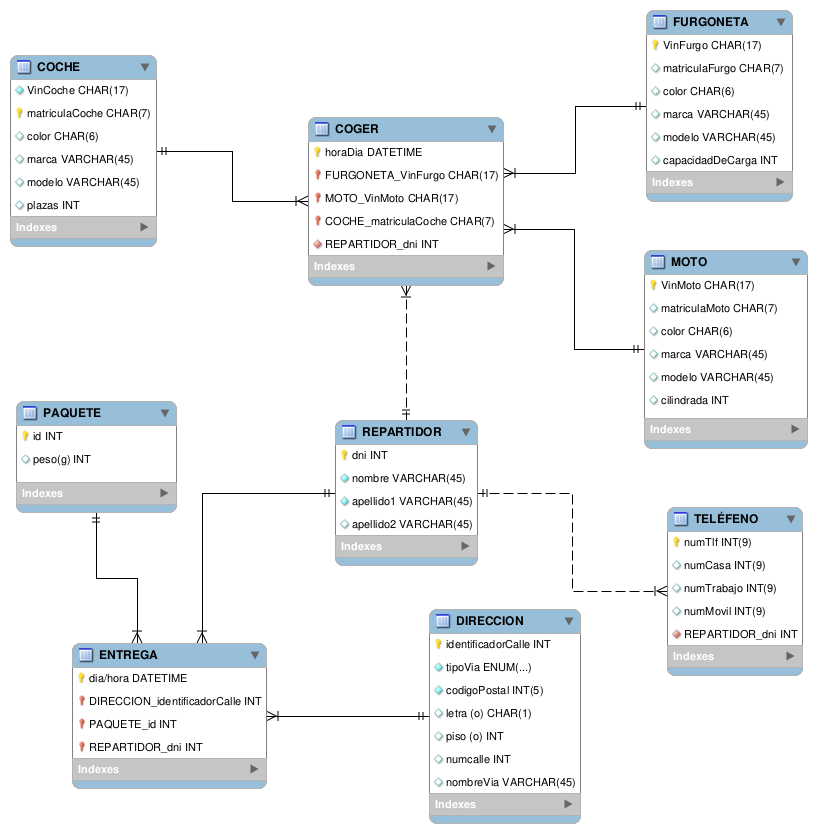 COCHE
VinCoche CHAR(17)
matriculaCoche CHAR(7)
color CHAR(6)
marca VARCHAR(45)
modelo VARCHAR(45)
plazas INT
Indexes
COGER
horaDia DATETIME
FURGONETA_VinFurgo CHAR(17)
MOTO_VinMoto CHAR(17)
COCHE_matriculaCoche CHAR(7)
REPARTIDOR_dni INT
Indexes
FURGONETA
VinFurgo CHAR(17)
matriculaFurgo CHAR(7)
color CHAR(6)
marca VARCHAR(45)
modelo VARCHAR(45)
capacidadDeCarga INT
Indexes
MOTO
VinMoto CHAR(17)
matriculaMoto CHAR(7)
color CHAR(6)
marca VARCHAR(45)
modelo VARCHAR(45)
cilindrada INT
Indexes
PAQUETE
id INT
peso(g) INT
Indexes
REPARTIDOR
dni INT
nombre VARCHAR(45)
apellido1 VARCHAR(45)
apellido2 VARCHAR(45)
Indexes
TELÉFENO
numTlf INT(9)
numCasa INT(9)
numTrabajo INT(9)
numMovil INT(9)
REPARTIDOR_dni INT
Indexes
ENTREGA
dia/hora DATETIME
DIRECCION_identificadorCalle INT
PAQUETE_id INT
REPARTIDOR_dni INT
Indexes
DIRECCION
identificadorCalle INT
tipoVia ENUM(...)
codigoPostal INT(5)
letra (o) CHAR(1)
piso (o) INT
numcalle INT
nombreVia VARCHAR(45)
Indexes